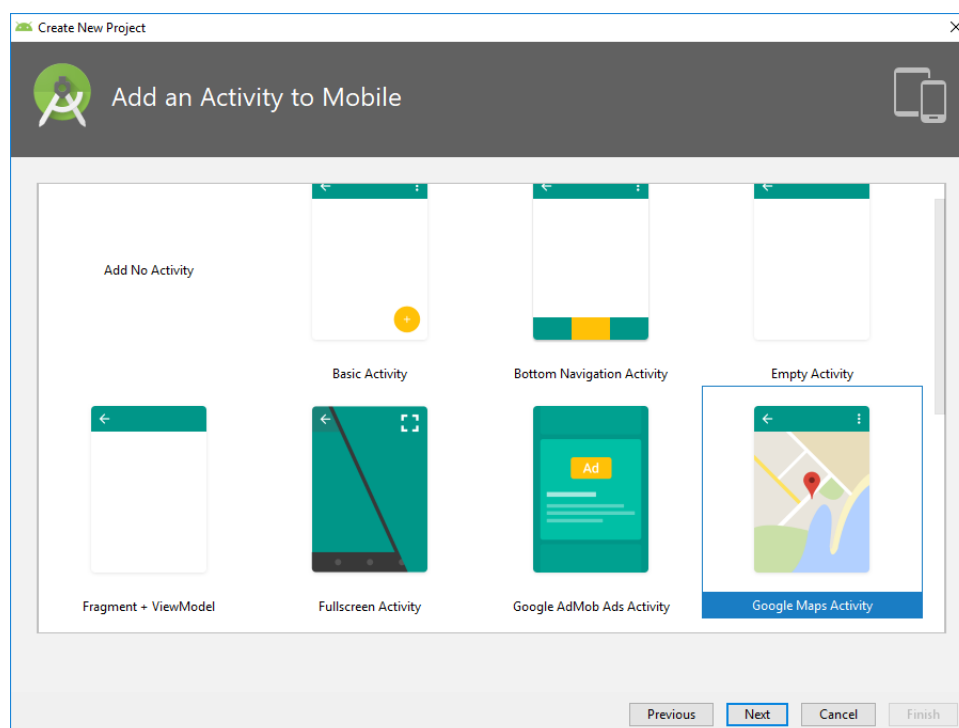 Create New Project
Add an Activity to Mobile
Add No Activity
Basic Activity
Bottom Navigation Activity
Empty Activity
Ad
Fragment + ViewModel
Fullscreen Activity
Google AdMob Ads Activity
Google Maps Activity
Previous
Next
Cancel
Finish